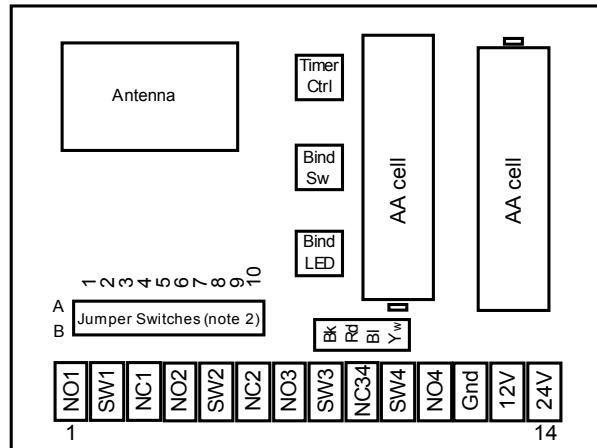 Antenna
Timer
Ctrl
Bind
Sw
Bind
LED
AA cell
AA cell
1 2 3 4 5 6 7 8 9 10
A
B
Jumper Switches (note 2)
Bk Rd Bl Yw
NO1 SW1 NC1 NO2 SW2 NC2 NO3 SW3 NC34 SW4 NO4 Gnd 12V 24V
1 14